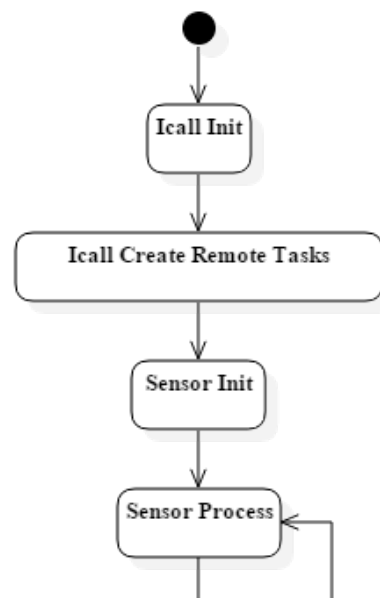 Icall Init
Icall Create Remote Tasks
Sensor Init
Sensor Process